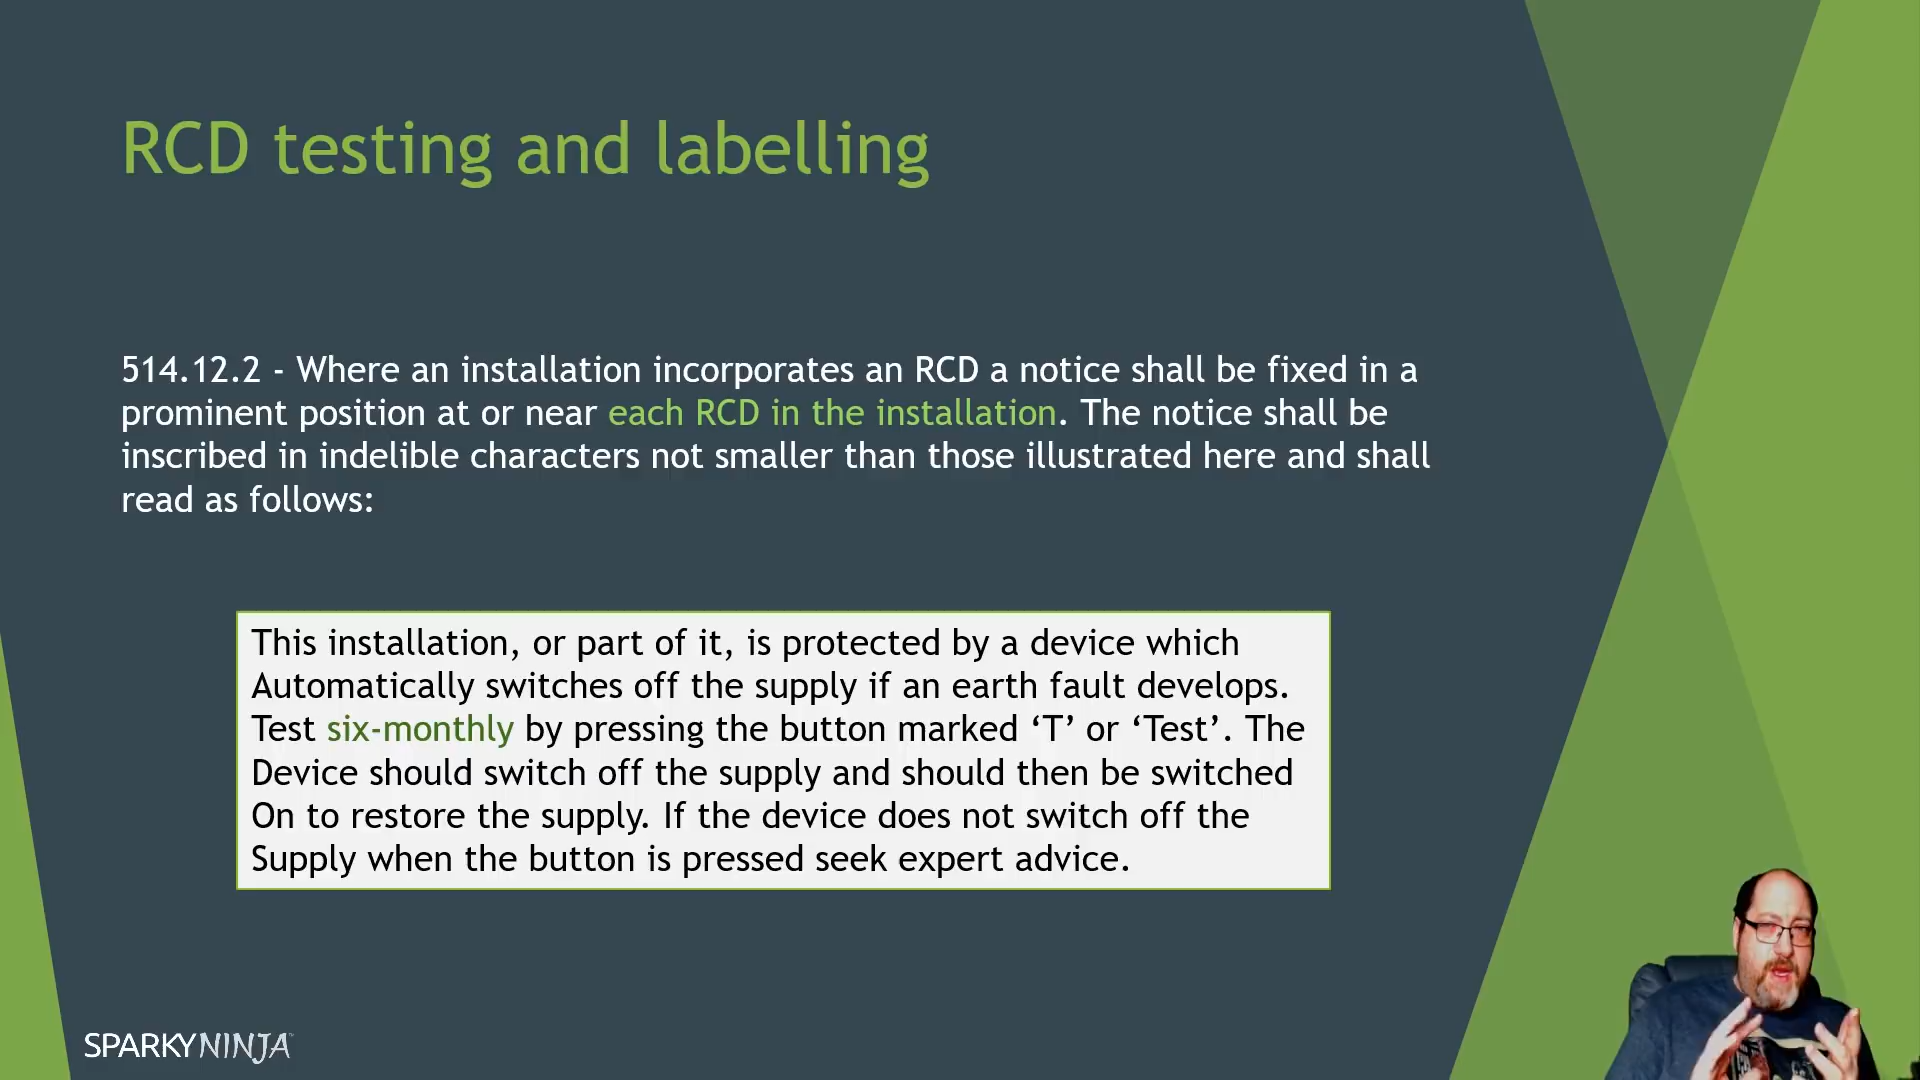 RCD testing and labelling
514.12.2 - Where an installation incorporates an RCD a notice shall be fixed in a
prominent position at or near each RCD in the installation. The notice shall be
inscribed in indelible characters not smaller than those illustrated here and shall
read as follows:
This installation, or part of it, is protected by a device which
Automatically switches off the supply if an earth fault develops.
Test six-monthly by pressing the button marked ‘T’ or ‘Test’. The
Device should switch off the supply and should then be switched
On to restore the supply. If the device does not switch off the
Supply when the button is pressed seek expert advice.
SPARKYNINJA